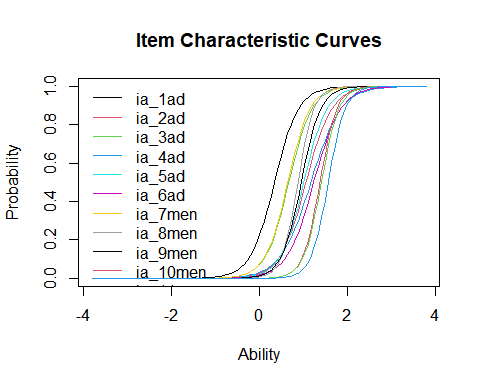 Item Characteristic Curves
Probability
1.0
0.8
0.6
0.4
0.2
0.0
ia_1ad
ia_2ad
ia_3ad
ia_4ad
ia_5ad
ia_6ad
ia_7men
ia_8men
ia_9men
ia_10men
-4 -2 0 2 4
Ability